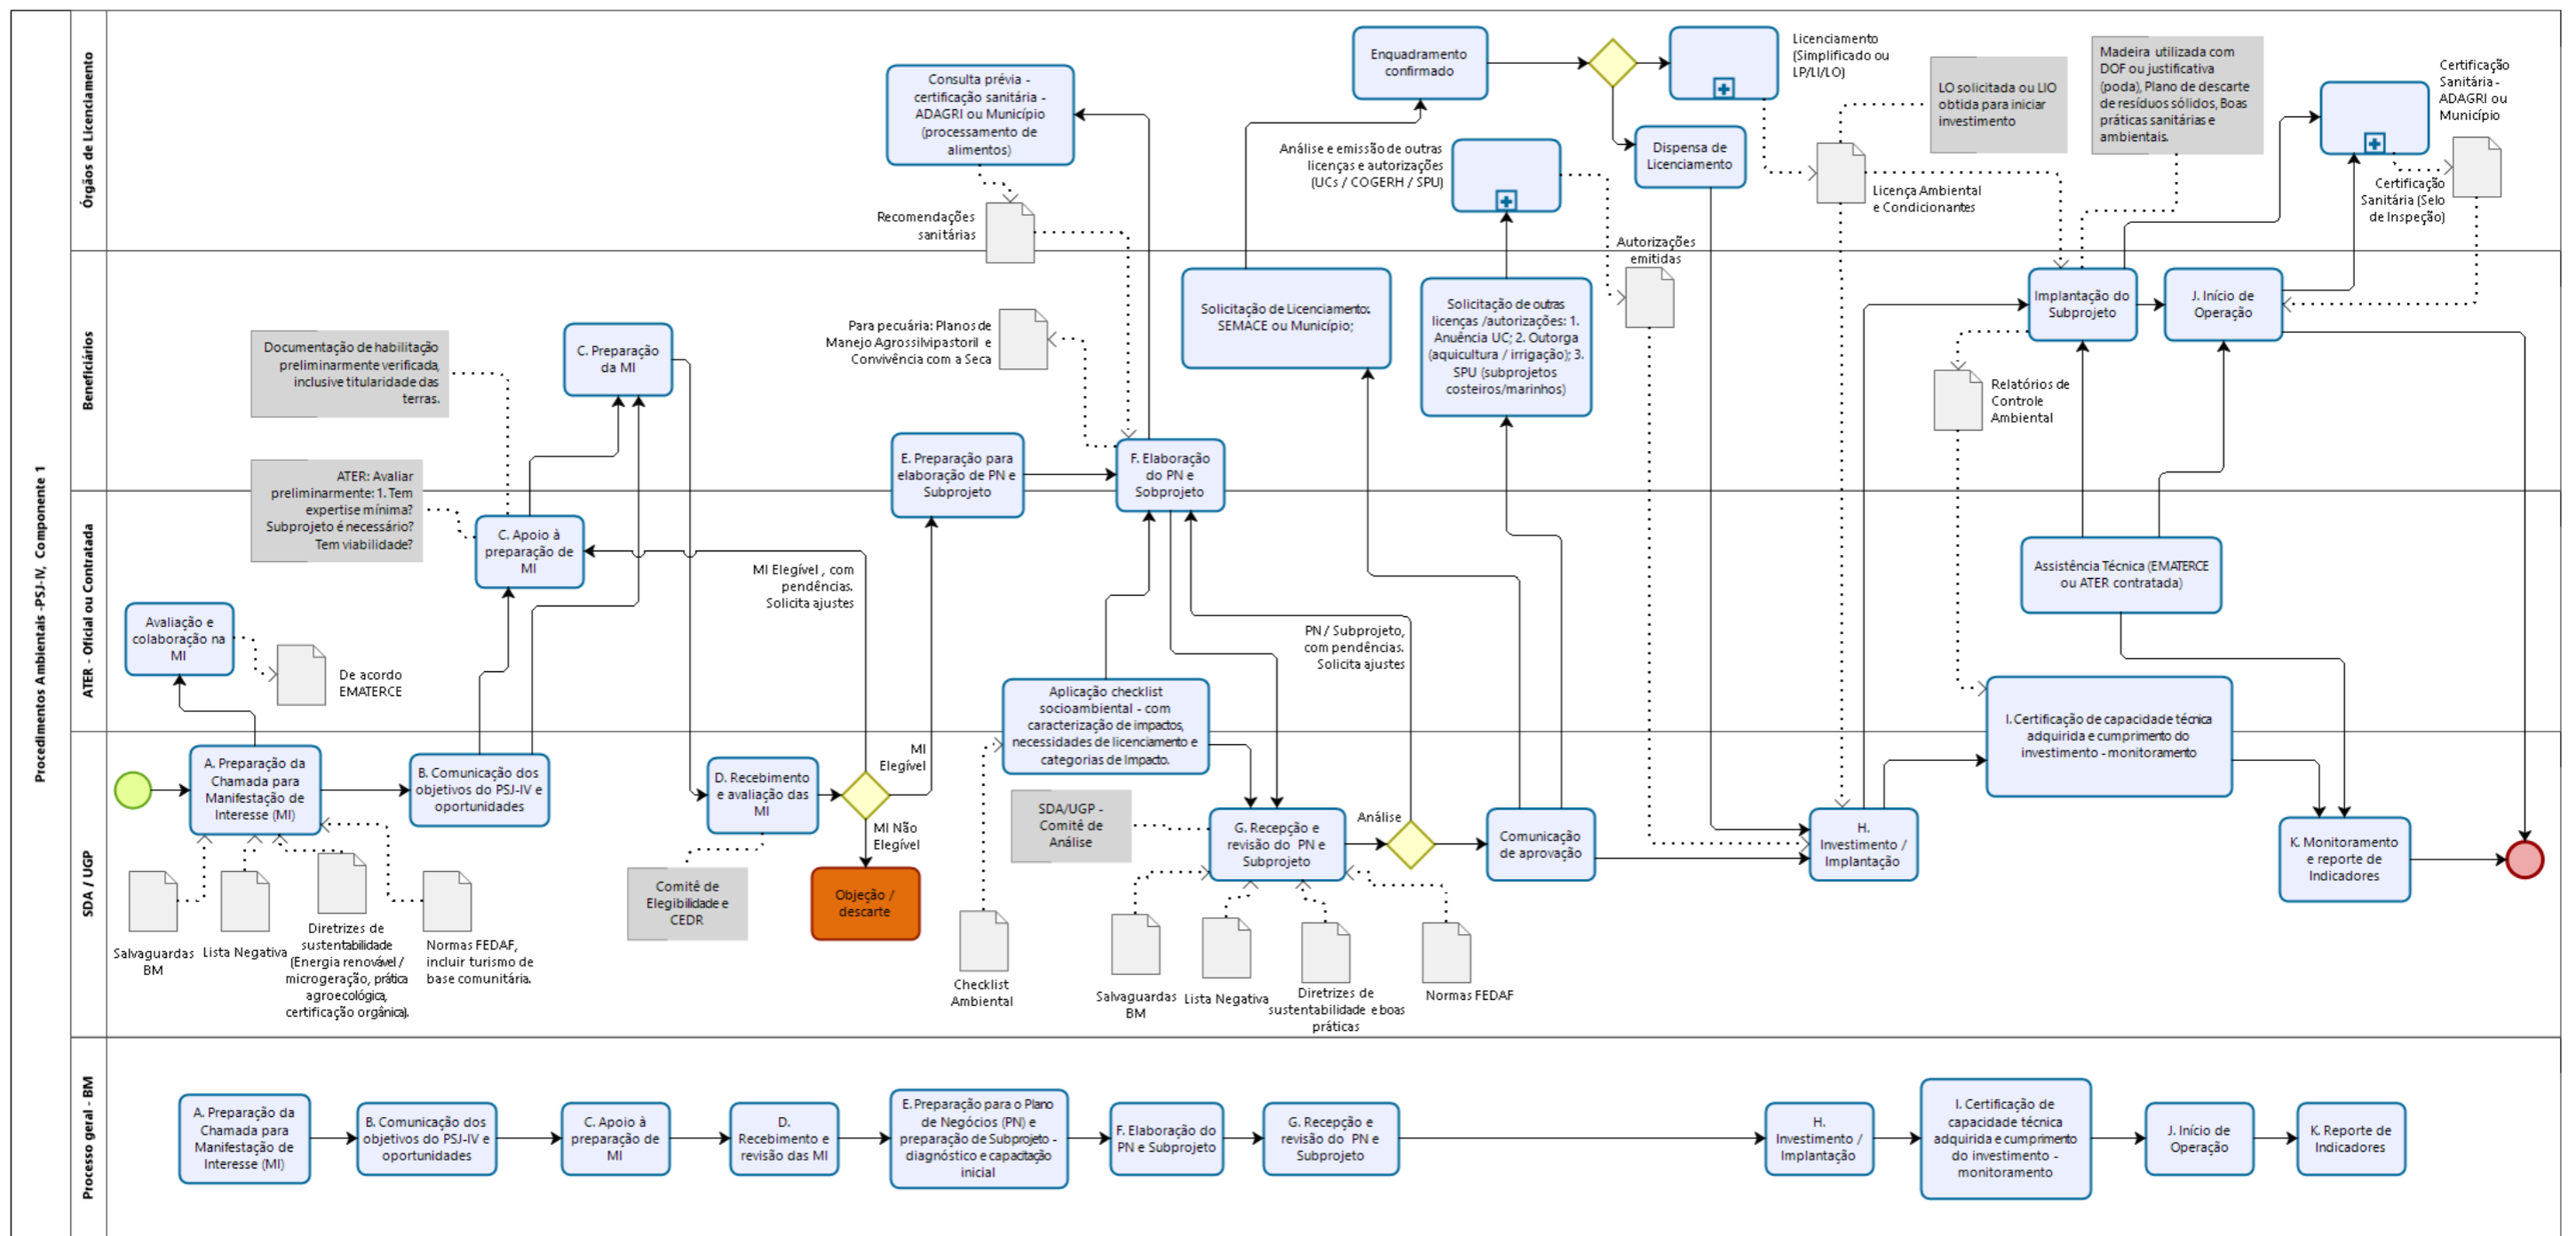 Procedimentos Ambientais -PSJ-IV, Componente 1
Órgãos de Licenciamento
Consulta prévia -
certificação sanitária -
ADAGRI ou Município
(processamento de
alimentos)
Recomendações
sanitárias
Enquadramento
confirmado
Licenciamento
(Simplificado ou
LP/LI/LO)
Análise e emissão de outras
licenças e autorizações
(UCs / COGERH / SPU)
Dispensa de
Licenciamento
Autorizações
emitidas
LO solicitada ou LIO
obtida para iniciar
investimento
Licença Ambiental
e Condicionantes
Madeira utilizada com
DOF ou justificativa
(poda), Plano de descarte
de resíduos sólidos, Boas
práticas sanitárias e
ambientais.
Certificação
Sanitária -
ADAGRI ou
Município
Certificação
Sanitária (Selo
de Inspeção)
Beneficiários
Documentação de habilitação
preliminarmente verificada,
inclusive titularidade das
terras.
C. Preparação
da MI
Para pecuária: Planos de
Manejo Agrossilvipastoril e
Convivência com a Seca
E. Preparação para
elaboração de PN e
Subprojeto
F. Elaboração
do PN e
Sobprojeto
Solicitação de Licenciamento:
SEMACE ou Município;
Solicitação de outras
licenças /autorizações: 1.
Anuência UC; 2. Outorga
(aquicultura / irrigação); 3.
SPU (subprojetos
costeiros/marinhos)
Implantação do
Subprojeto
J. Início de
Operação
Relatórios de
Controle
Ambiental
ATER - Oficial ou Contratada
ATER: Avaliar
preliminarmente: 1. Tem
expertise mínima?
Subprojeto é necessário?
Tem viabilidade?
C. Apoio à
preparação de
MI
Avaliação e
colaboração na
MI
De acordo
EMATERCE
MI Elegível , com
pendências.
Solicita ajustes
PN / Subprojeto,
com pendências.
Solicita ajustes
Aplicação checklist
socioambiental - com
caracterização de impactos,
necessidades de licenciamento e
categorias de Impacto.
Assistência Técnica (EMATERCE
ou ATER contratada)
I. Certificação de capacidade técnica
adquirida e cumprimento do
investimento - monitoramento
SDA / UGP
A. Preparação da
Chamada para
Manifestação de
Interesse (MI)
B. Comunicação dos
objetivos do PSJ-IV e
oportunidades
D. Recebimento
e avaliação das
MI
MI
Elegível
MI Não
Elegível
Objeção /
descarte
Comitê de
Elegibilidade e
CEDR
Salvaguardas
BM
Lista Negativa
Diretrizes de
sustentabilidade
(Energia renovável /
microgeração, prática
agroecológica,
certificação orgânica).
Normas FEDAF,
incluir turismo de
base comunitária.
Checklist
Ambiental
SDA/UGP -
Comitê de
Análise
G. Recepção e
revisão do PN e
Subprojeto
Análise
Comunicação
de aprovação
Salvaguardas
BM
Lista Negativa
Diretrizes de
sustentabilidade e boas
práticas
Normas FEDAF
H.
Investimento /
Implantação
K. Monitoramento
e reporte de
Indicadores
Processo geral - BM
A. Preparação da
Chamada para
Manifestação de
Interesse (MI)
B. Comunicação dos
objetivos do PSJ-IV e
oportunidades
C. Apoio à
preparação de
MI
D.
Recebimento e
revisão das MI
E. Preparação para o Plano
de Negócios (PN) e
preparação de Subprojeto -
diagnóstico e capacitação
inicial
F. Elaboração do
PN e Subprojeto
G. Recepção e
revisão do PN e
Subprojeto
H.
Investimento /
Implantação
I. Certificação de
capacidade técnica
adquirida e cumprimento
do investimento -
monitoramento
J. Início de
Operação
K. Reporte de
Indicadores